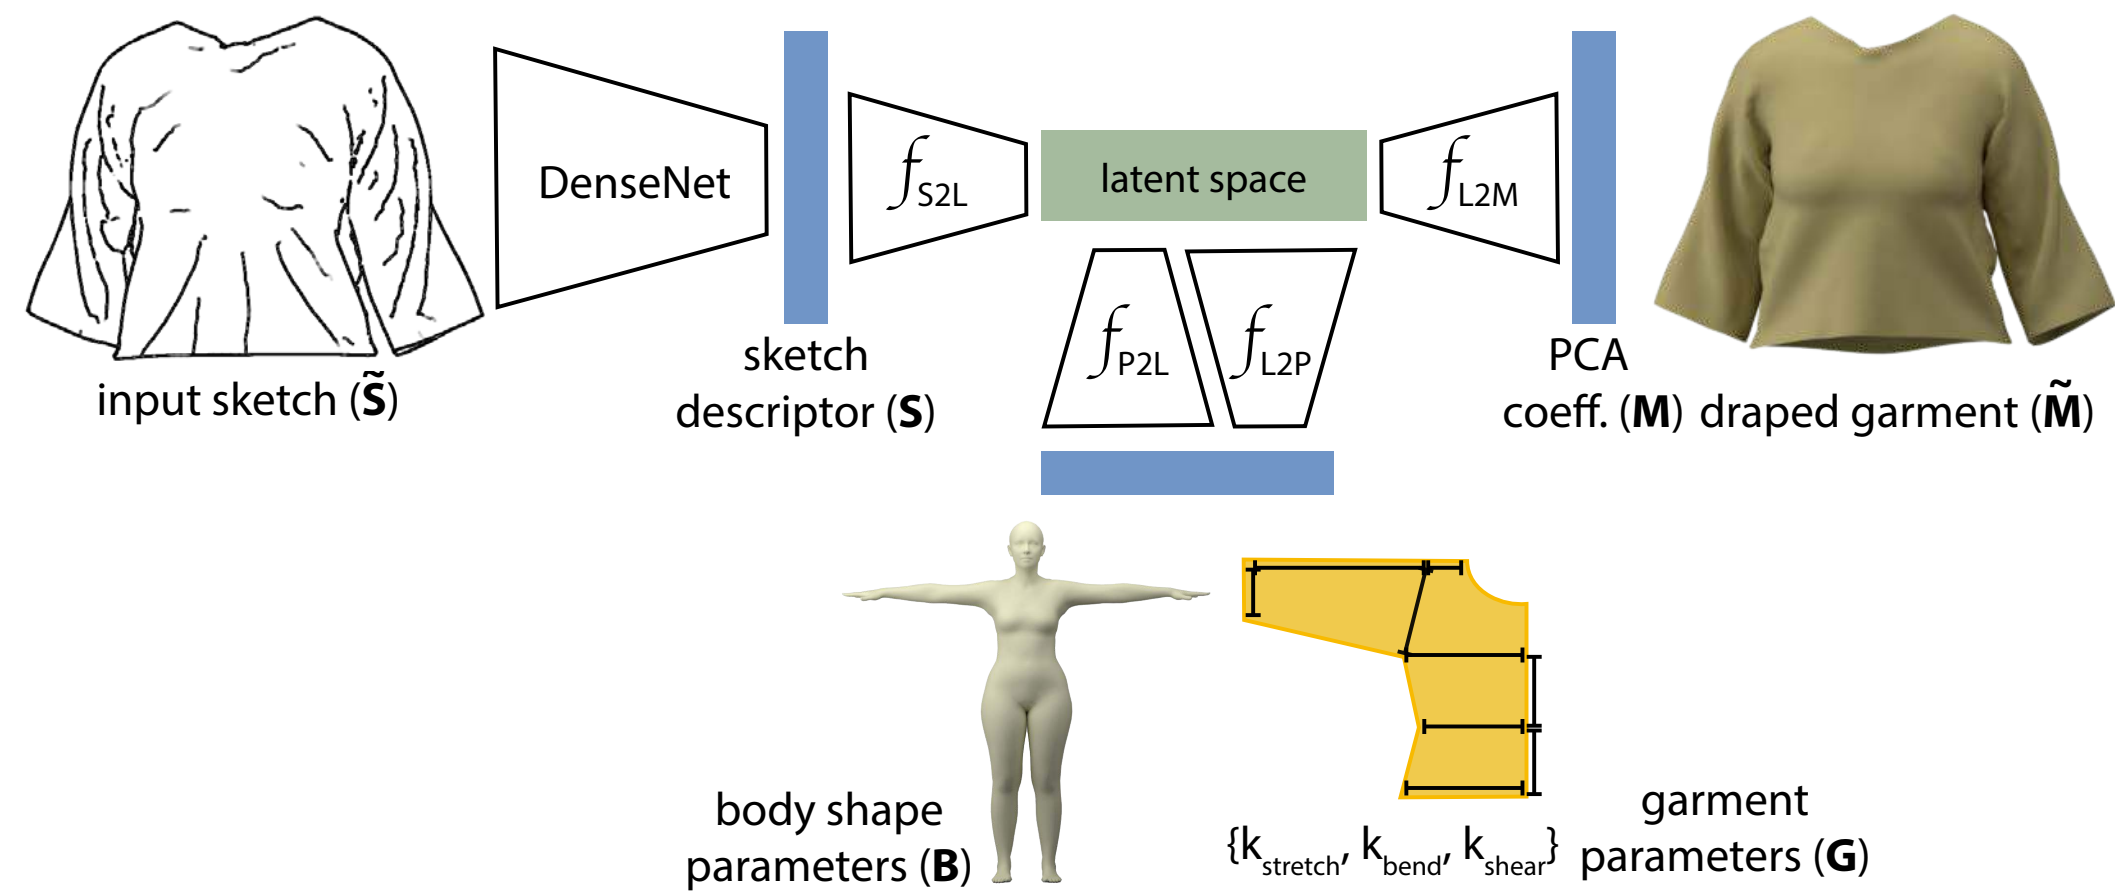 DenseNet
f S2L
latent space
f L2M
f P2L
f L2P
input sketch (S̃)
sketch
descriptor (S)
PCA
coeff. (M)
draped garment (M̃)
body shape
parameters (B)
{k stretch, k bend, k shear}
garment
parameters (G)